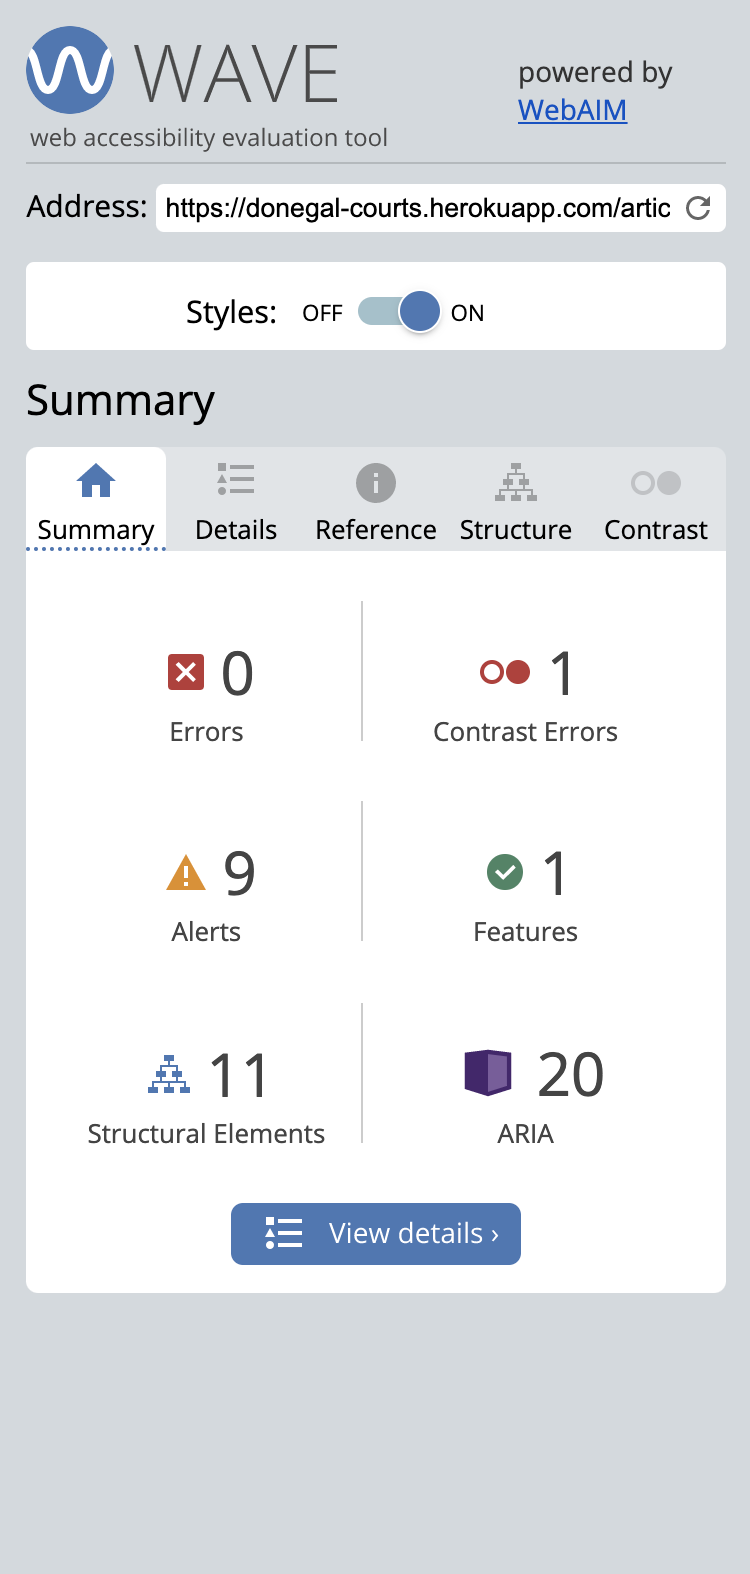 WAVE
web accessibility evaluation tool
powered by
WebAIM
Address: https://donegal-courts.herokuapp.com/artic
Styles: OFF ON
Summary
Summary Details Reference Structure Contrast
0 1
Errors Contrast Errors
9 1
Alerts Features
11 20
Structural Elements ARIA
View details ›